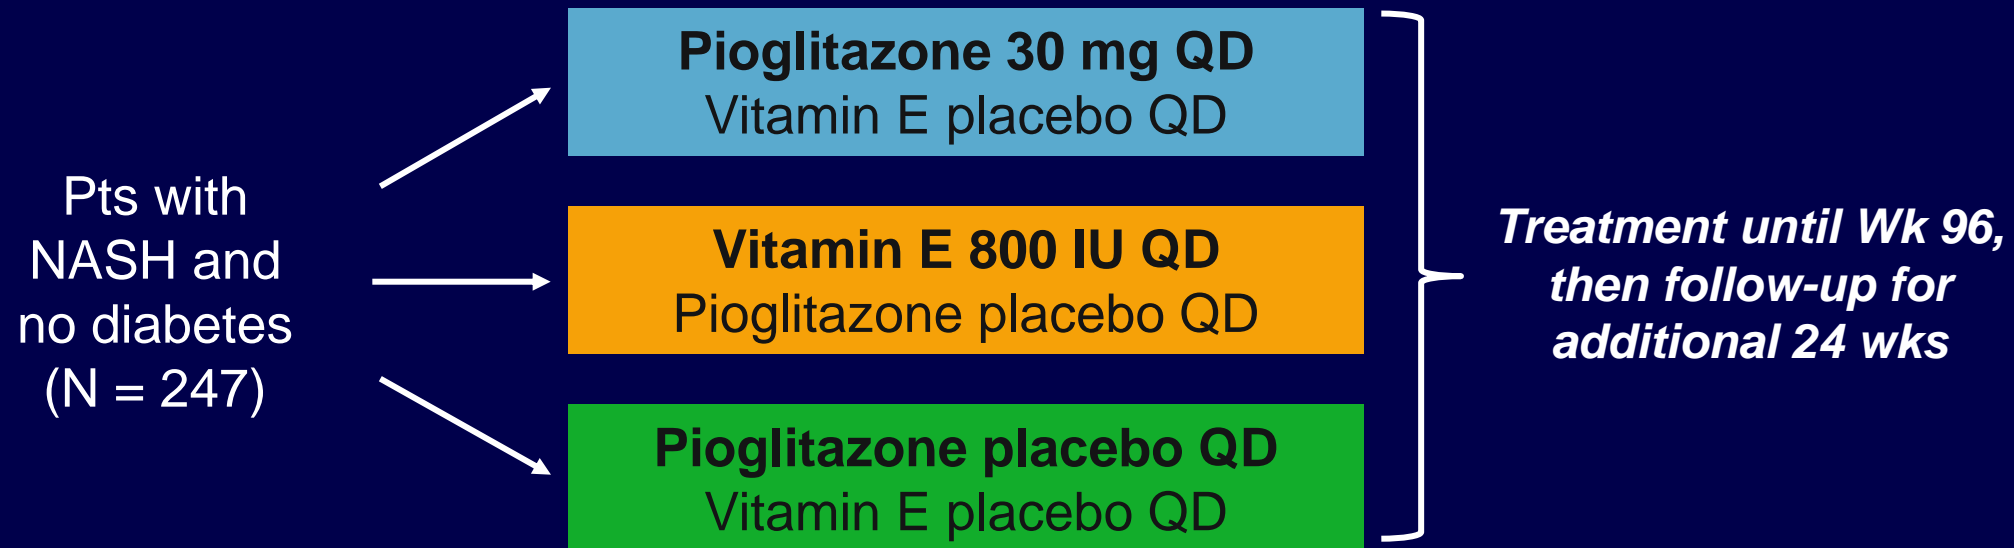 Pts with
NASH and
no diabetes
(N = 247)
Pioglitazone 30 mg QD
Vitamin E placebo QD
Vitamin E 800 IU QD
Pioglitazone placebo QD
Pioglitazone placebo QD
Vitamin E placebo QD
Treatment until Wk 96,
then follow-up for
additional 24 wks